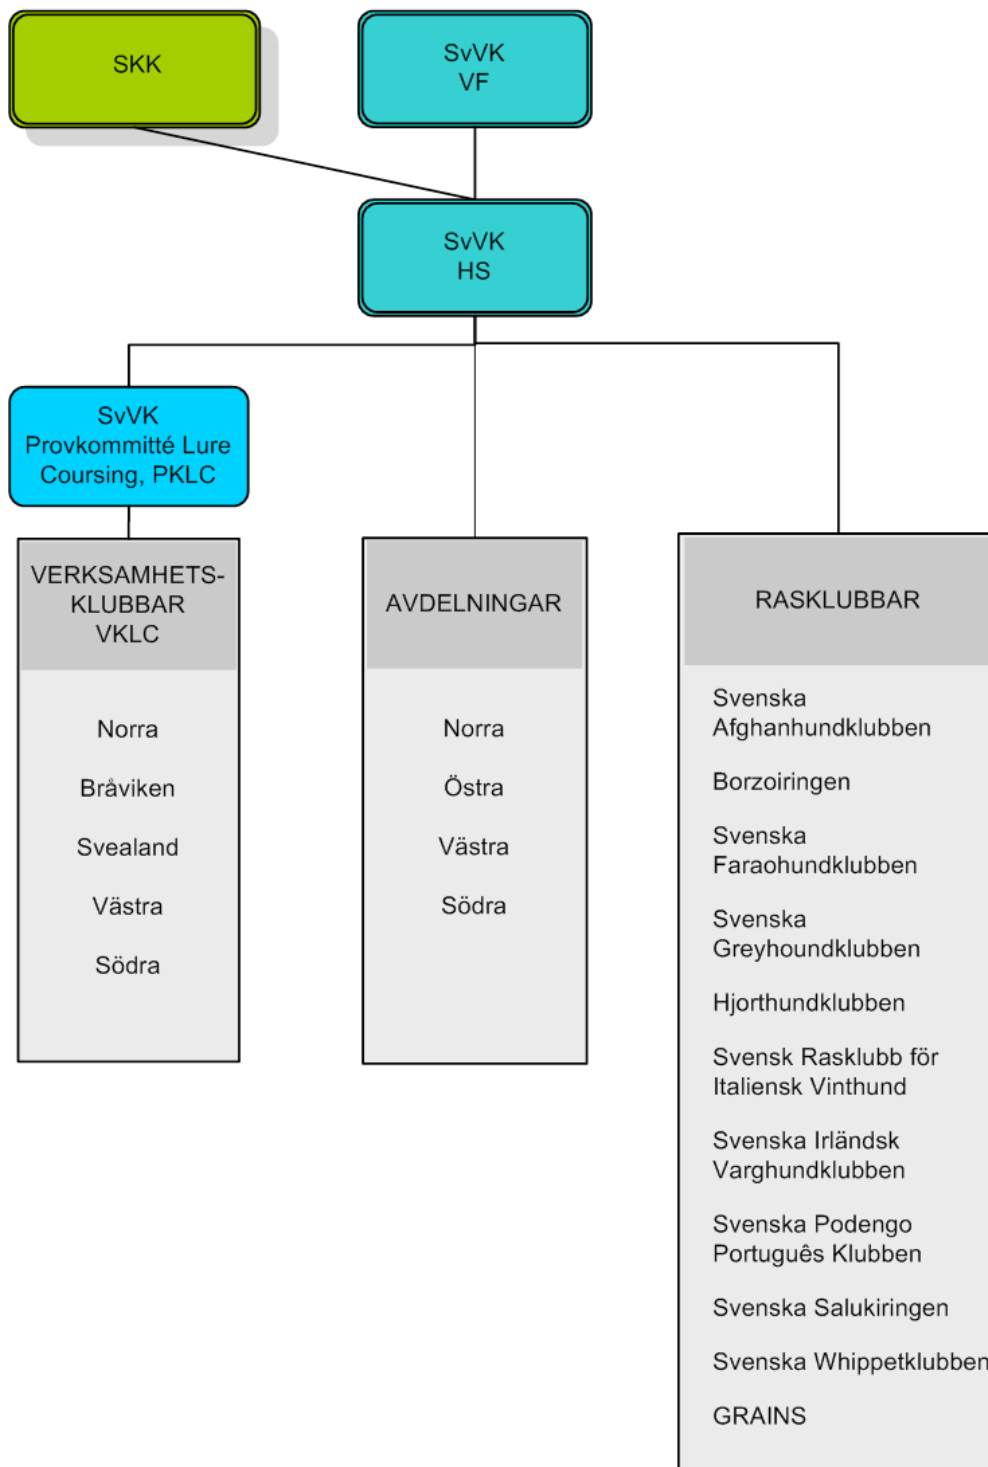 SKK
SvVK
VF
SvVK
HS
SvVK
Provkommitté Lure
Coursing, PKLC
VERKSAMHETS-
KLUBBAR
VKLC
Norra
Bråviken
Svealand
Västra
Södra
AVDELNINGAR
Norra
Östra
Västra
Södra
RASKLUBBAR
Svenska
Afghanhundklubben
Borzoiringen
Svenska
Faraohundklubben
Svenska
Greyhoundklubben
Hjorthundklubben
Svensk Rasklubb för
Italiensk Vinthund
Svenska Irländsk
Varghundklubben
Svenska Podengo
Português Klubben
Svenska Salukiringen
Svenska Whippetklubben
GRAINS